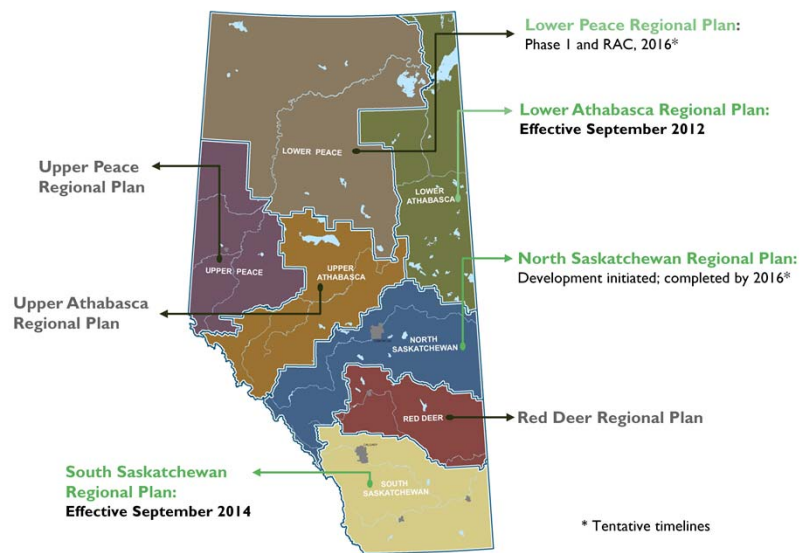 Lower Peace Regional Plan:
Phase 1 and RAC, 2016*
Lower Athabasca Regional Plan:
Effective September 2012
LOWER PEACE
Upper Peace
Regional Plan
LOWER
ATHABASCA
UPPER PEACE
UPPER
ATHABASCA
North Saskatchewan Regional Plan:
Development initiated; completed by 2016*
Upper Athabasca
Regional Plan
NORTH
SASKATCHEWAN
RED DEER
Red Deer Regional Plan
South Saskatchewan
Regional Plan:
Effective September 2014
SOUTH
SASKATCHEWAN
* Tentative timelines